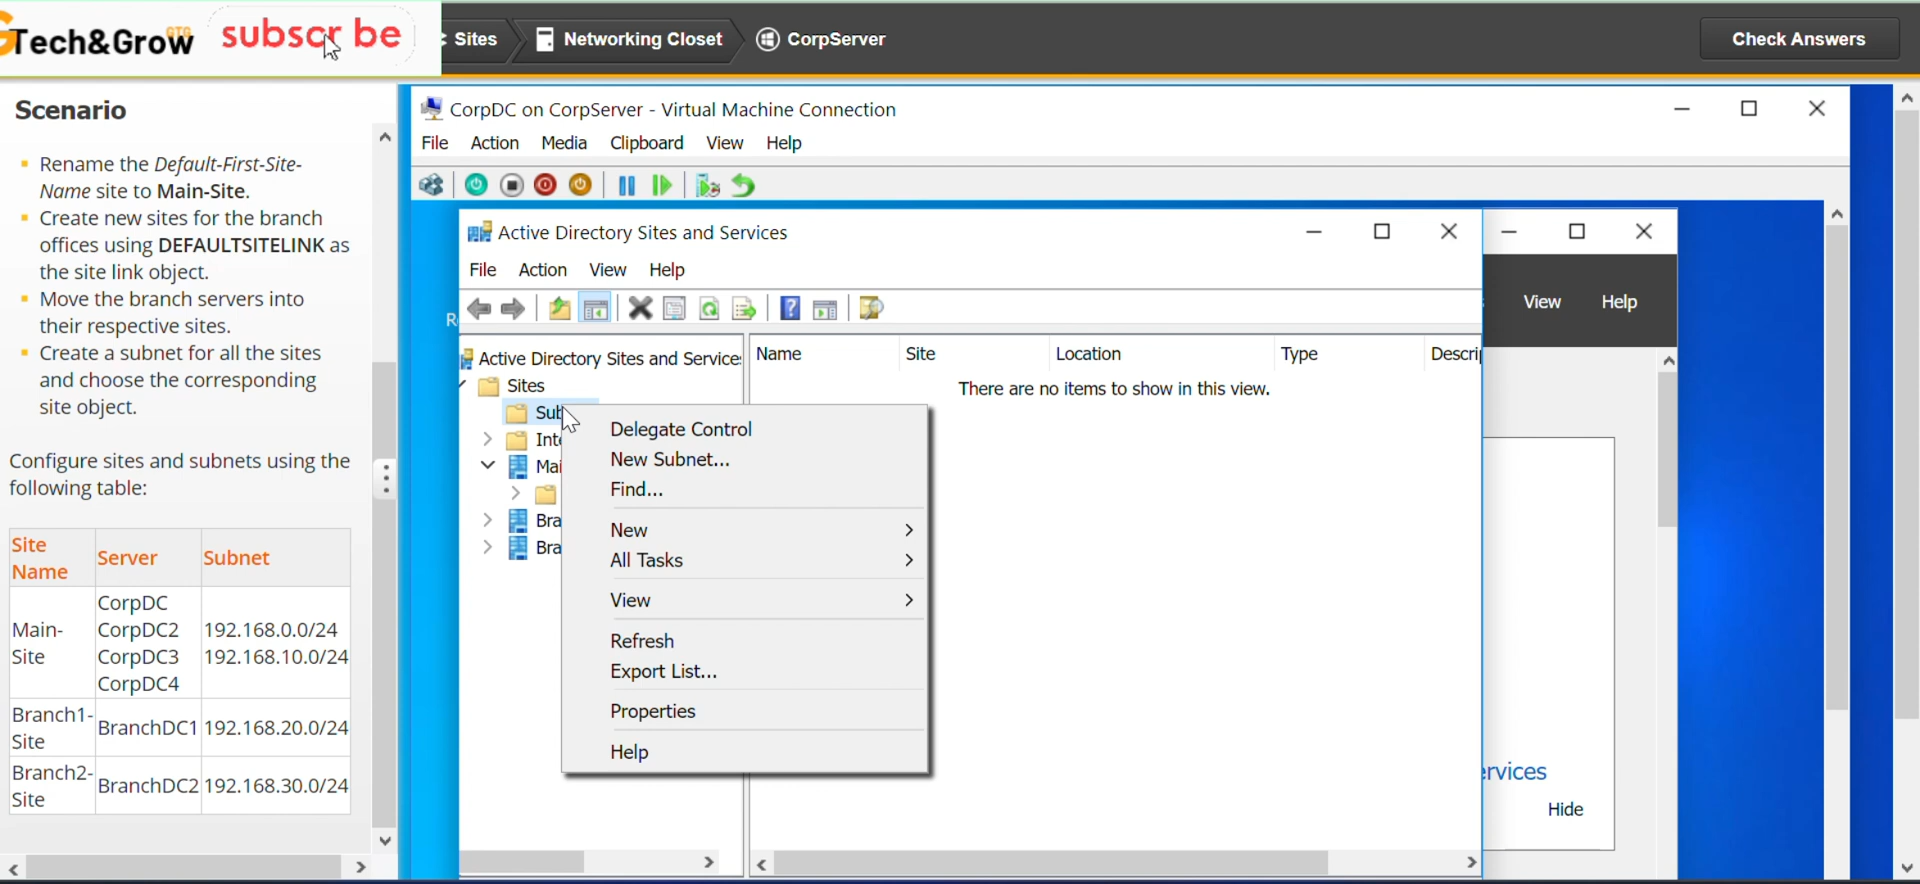 Tech&Grow
GTG
subscr be
Sites
Networking Closet
CorpServer
Check Answers
Scenario
Rename the Default-First-Site-
Name site to Main-Site.
Create new sites for the branch
offices using DEFAULTSITELINK as
the site link object.
Move the branch servers into
their respective sites.
Create a subnet for all the sites
and choose the corresponding
site object.
Configure sites and subnets using the
following table:
Site
Name
Server
Subnet
Main-
Site
CorpDC
CorpDC2
CorpDC3
CorpDC4
192.168.0.0/24
192.168.10.0/24
Branch1-
Site
BranchDC1
192.168.20.0/24
Branch2-
Site
BranchDC2
192.168.30.0/24
CorpDC on CorpServer - Virtual Machine Connection
File Action Media Clipboard View Help
Active Directory Sites and Services
File Action View Help
Active Directory Sites and Service
Sites
Sub
Int
Mai
Bra
Bra
Name Site Location Type Descri
There are no items to show in this view.
Delegate Control
New Subnet...
Find...
New
All Tasks
View
Refresh
Export List...
Properties
Help
View Help
ervices
Hide